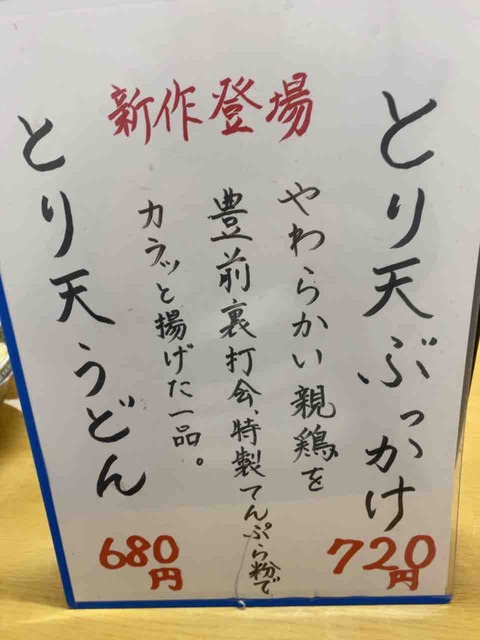 新作登場
とり天ぶっかけ
720円
やわらかい親鶏を
豊前裏打会、特製てんぷら粉で
カラッと揚げた一品。
とり天うどん
680円